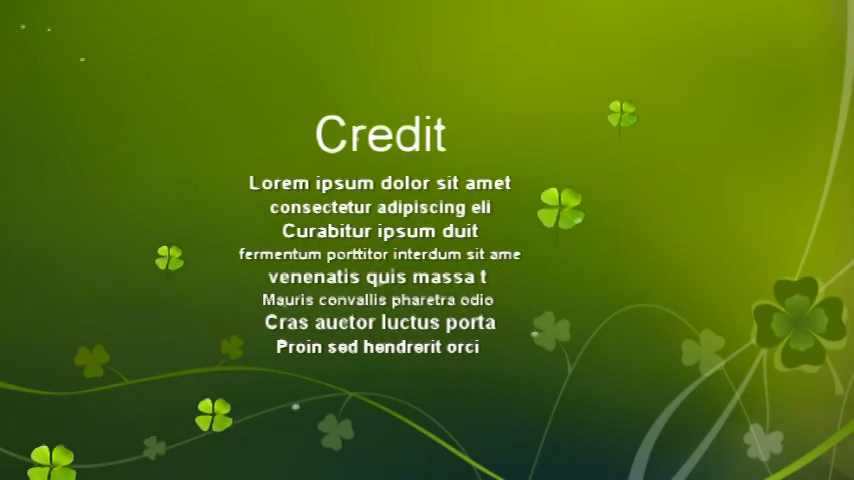 Credit
Lorem ipsum dolor sit amet
consectetur adipiscing eli
Curabitur ipsum duit
fermentum porttitor interdum sit ame
venenatis quis massa t
Mauris convallis pharetra odio
Cras auctor luctus porta
Proin sed hendrerit orci